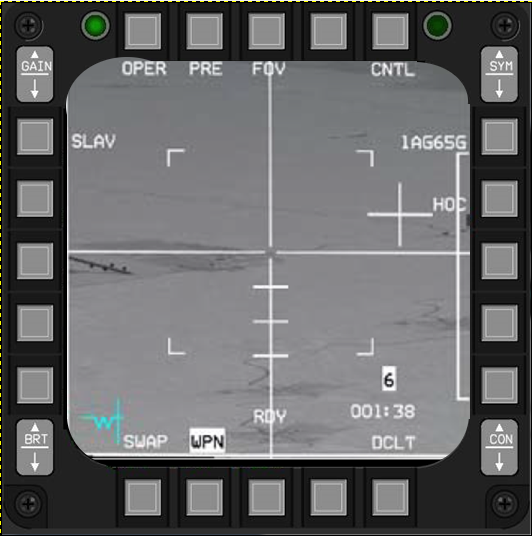 OPER PRE FOV CNTL
GAIN
SYM
SLAV
1AG65G
HOC
6
RDY 001:38
BRT
CON
SWAP WPN DCLT